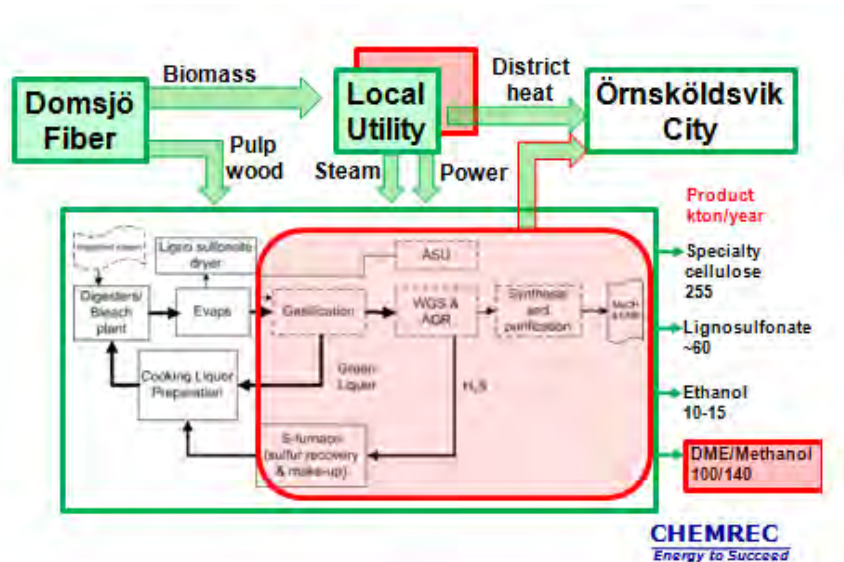 Domsjö
Fiber
Biomass
Pulp
wood
Local
Utility
Steam
Power
District
heat
Örnsköldsvik
City
Product
kton/year
Specialty
cellulose
255
Lignosulfonate
~60
Ethanol
10-15
DME/Methanol
100/140
Ligno sulfonate
dryer
Digesters/
Bleach
plant
Evaps
Gasification
ASU
WGS &
AGR
Synthesis
and
purification
Cooking Liquor
Preparation
Green
Liquor
H₂S
S-furnace
(sulfur recovery
& make-up)
CHEMREC
Energy to Succeed